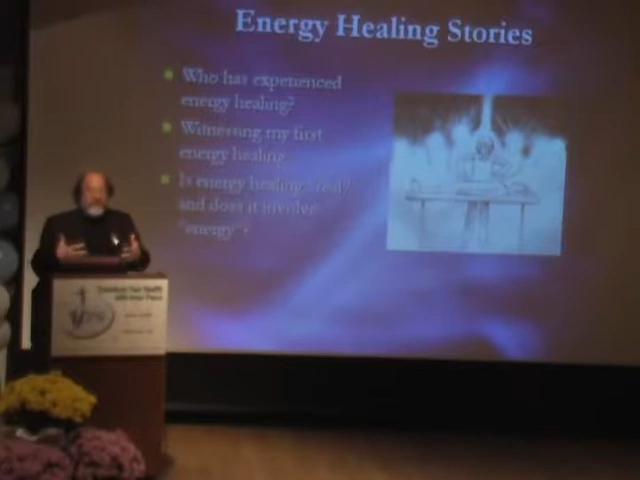 Energy Healing Stories
Who has experienced
energy healing?
Witnessing my first
energy healing
Is energy healing "real"
and does it involve
"energy"?